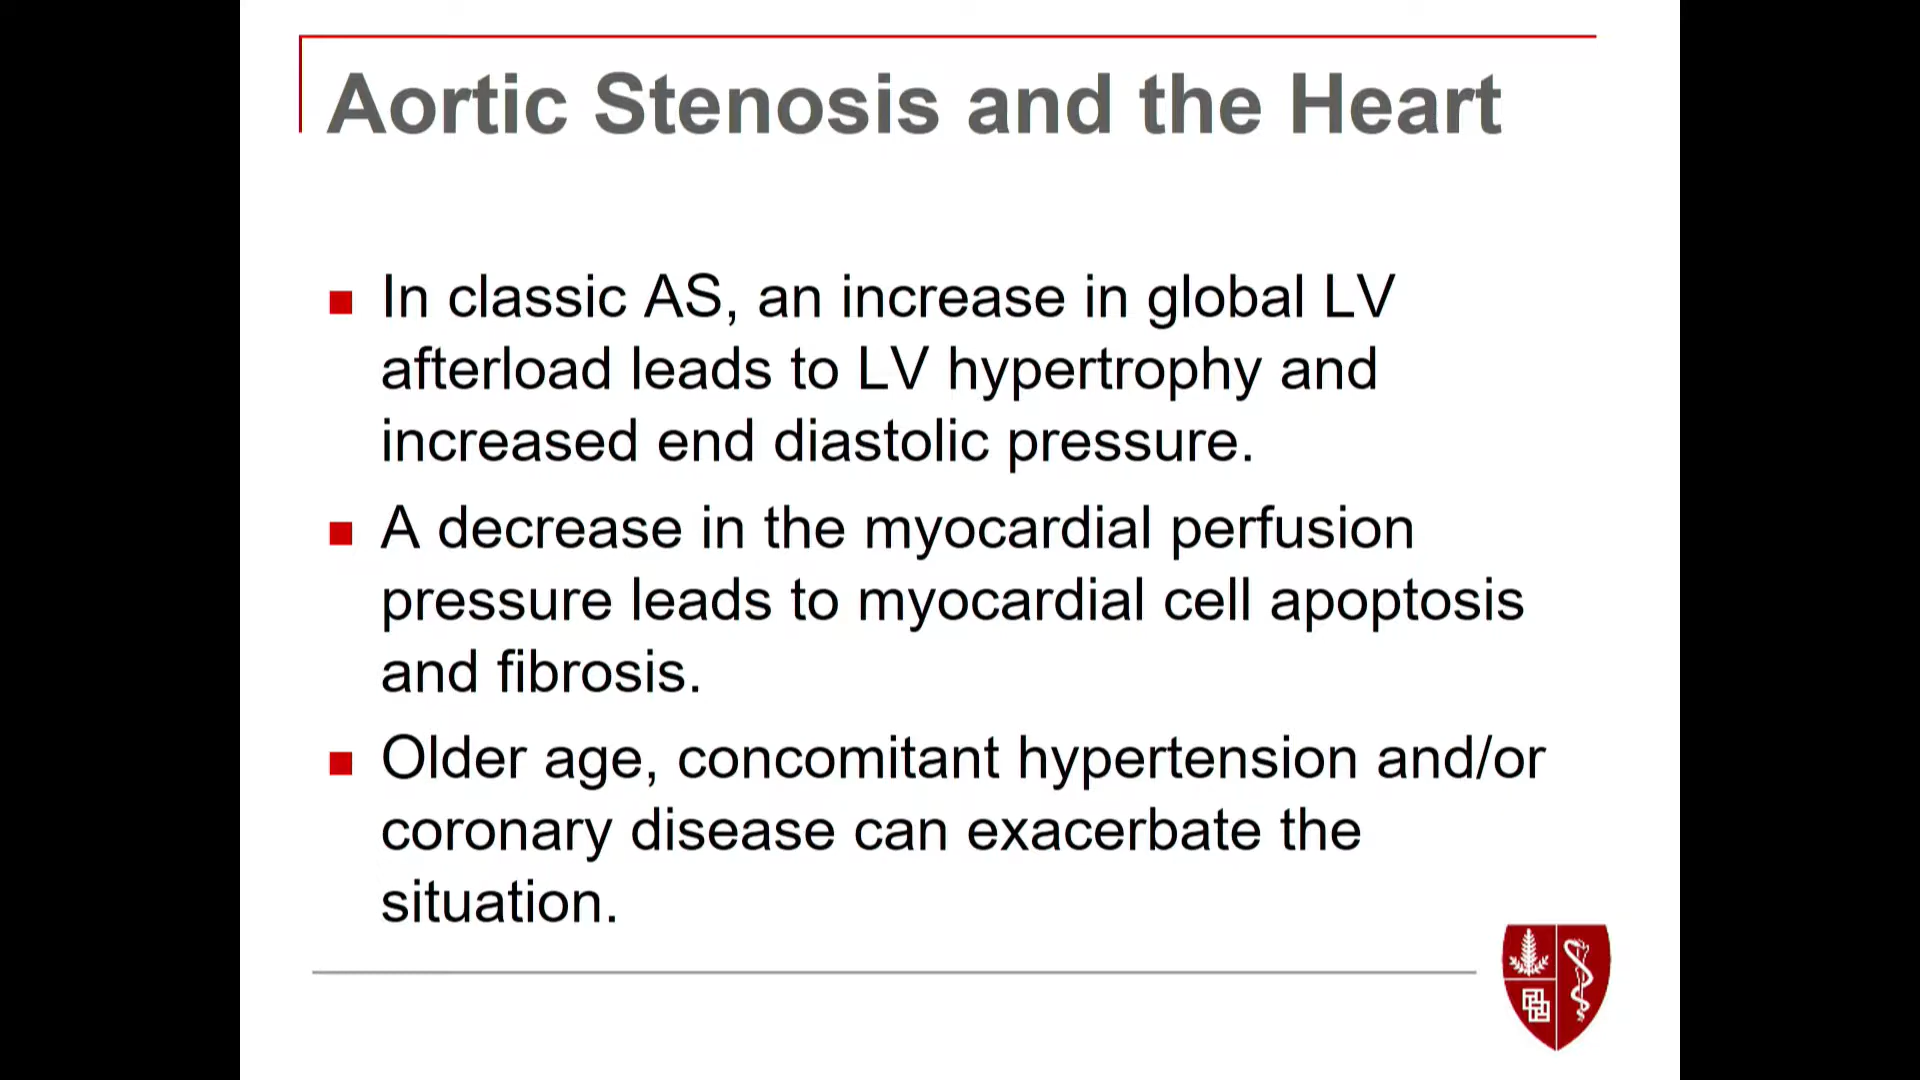 Aortic Stenosis and the Heart
In classic AS, an increase in global LV
afterload leads to LV hypertrophy and
increased end diastolic pressure.
A decrease in the myocardial perfusion
pressure leads to myocardial cell apoptosis
and fibrosis.
Older age, concomitant hypertension and/or
coronary disease can exacerbate the
situation.